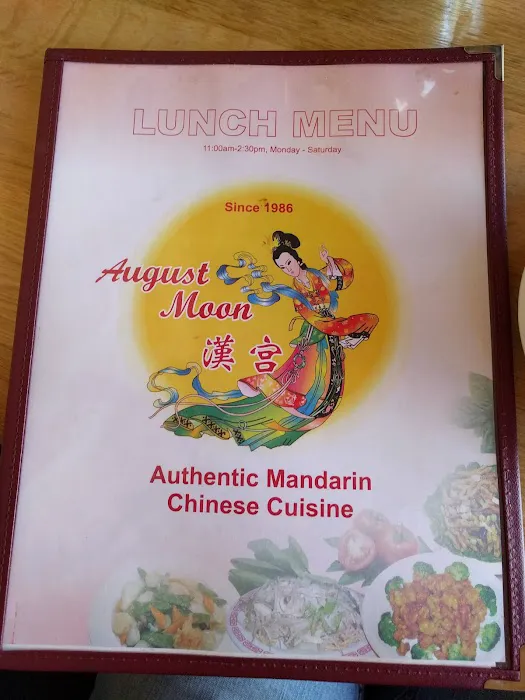 LUNCH MENU
11:00am-2:30pm, Monday - Saturday
Since 1986
August
Moon
漢宮
Authentic Mandarin
Chinese Cuisine